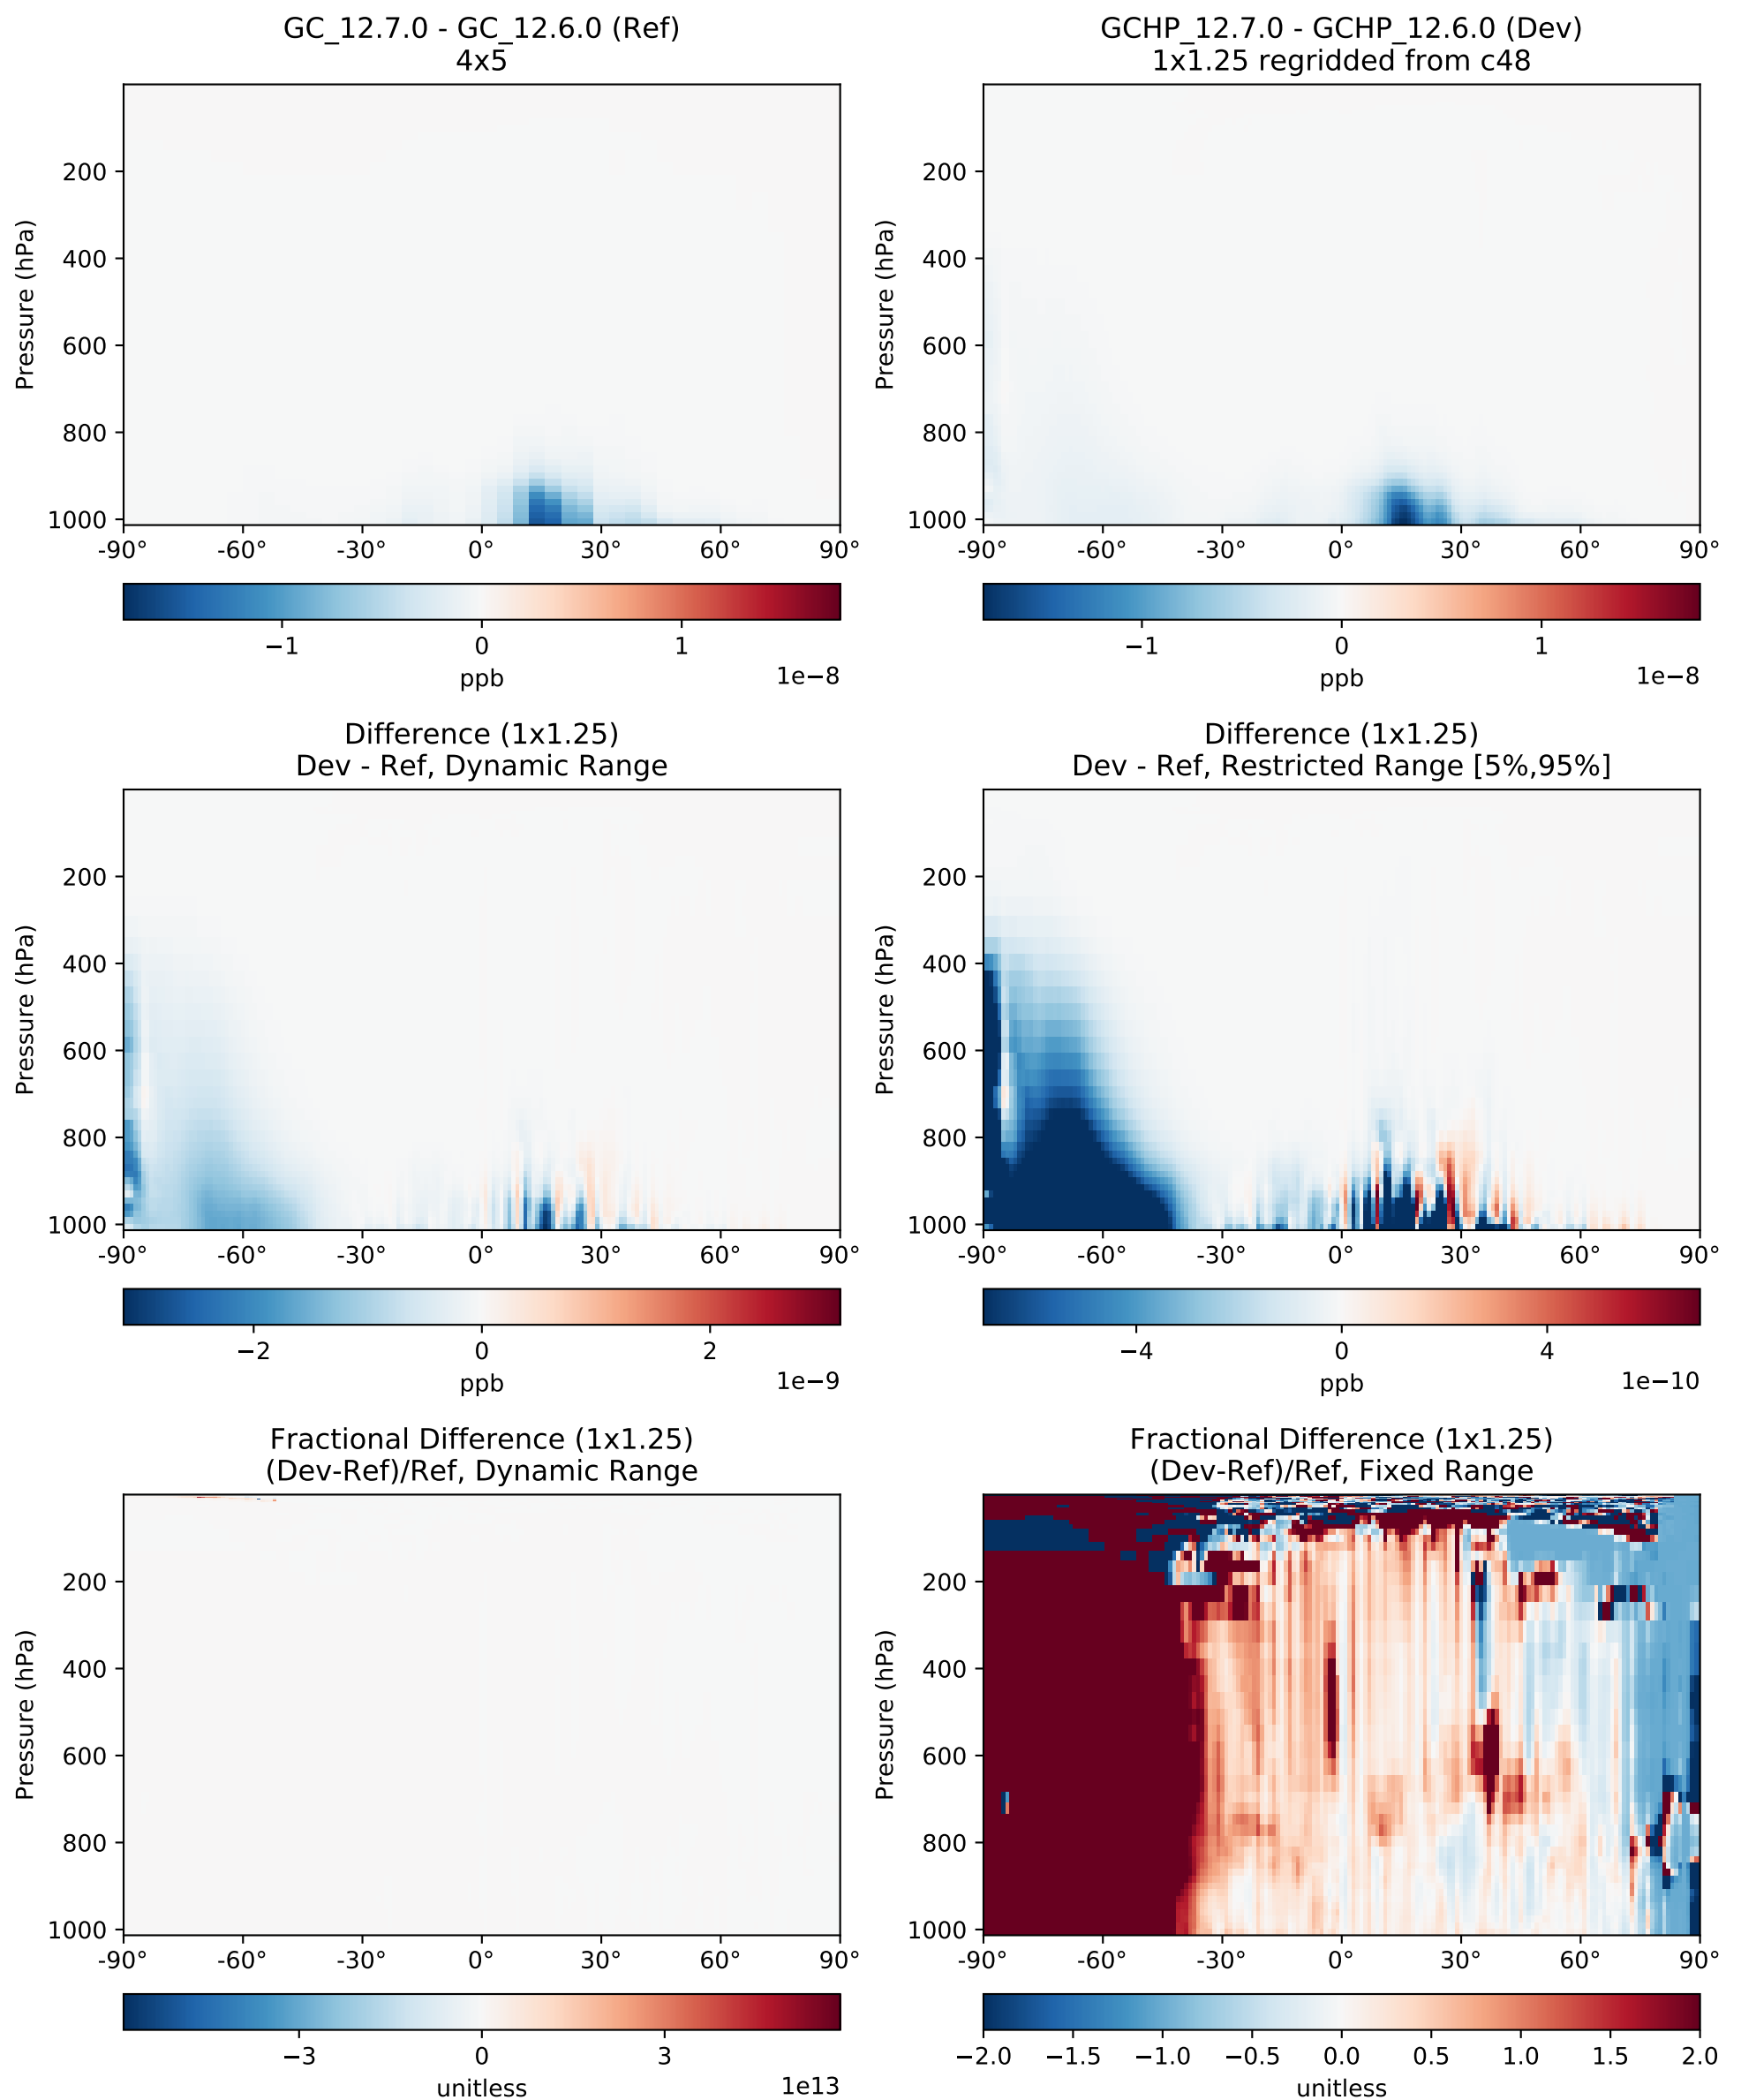 GC_12.7.0 - GC_12.6.0 (Ref)
4x5
Pressure (hPa)
200
400
600
800
1000
-90° -60° -30° 0° 30° 60° 90°
−1 0 1
ppb
1e−8
GCHP_12.7.0 - GCHP_12.6.0 (Dev)
1x1.25 regridded from c48
Pressure (hPa)
200
400
600
800
1000
-90° -60° -30° 0° 30° 60° 90°
−1 0 1
ppb
1e−8
Difference (1x1.25)
Dev - Ref, Dynamic Range
Pressure (hPa)
200
400
600
800
1000
-90° -60° -30° 0° 30° 60° 90°
−2 0 2
ppb
1e−9
Difference (1x1.25)
Dev - Ref, Restricted Range [5%,95%]
Pressure (hPa)
200
400
600
800
1000
-90° -60° -30° 0° 30° 60° 90°
−4 0 4
ppb
1e−10
Fractional Difference (1x1.25)
(Dev-Ref)/Ref, Dynamic Range
Pressure (hPa)
200
400
600
800
1000
-90° -60° -30° 0° 30° 60° 90°
−3 0 3
unitless
1e13
Fractional Difference (1x1.25)
(Dev-Ref)/Ref, Fixed Range
Pressure (hPa)
200
400
600
800
1000
-90° -60° -30° 0° 30° 60° 90°
−2.0 −1.5 −1.0 −0.5 0.0 0.5 1.0 1.5 2.0
unitless